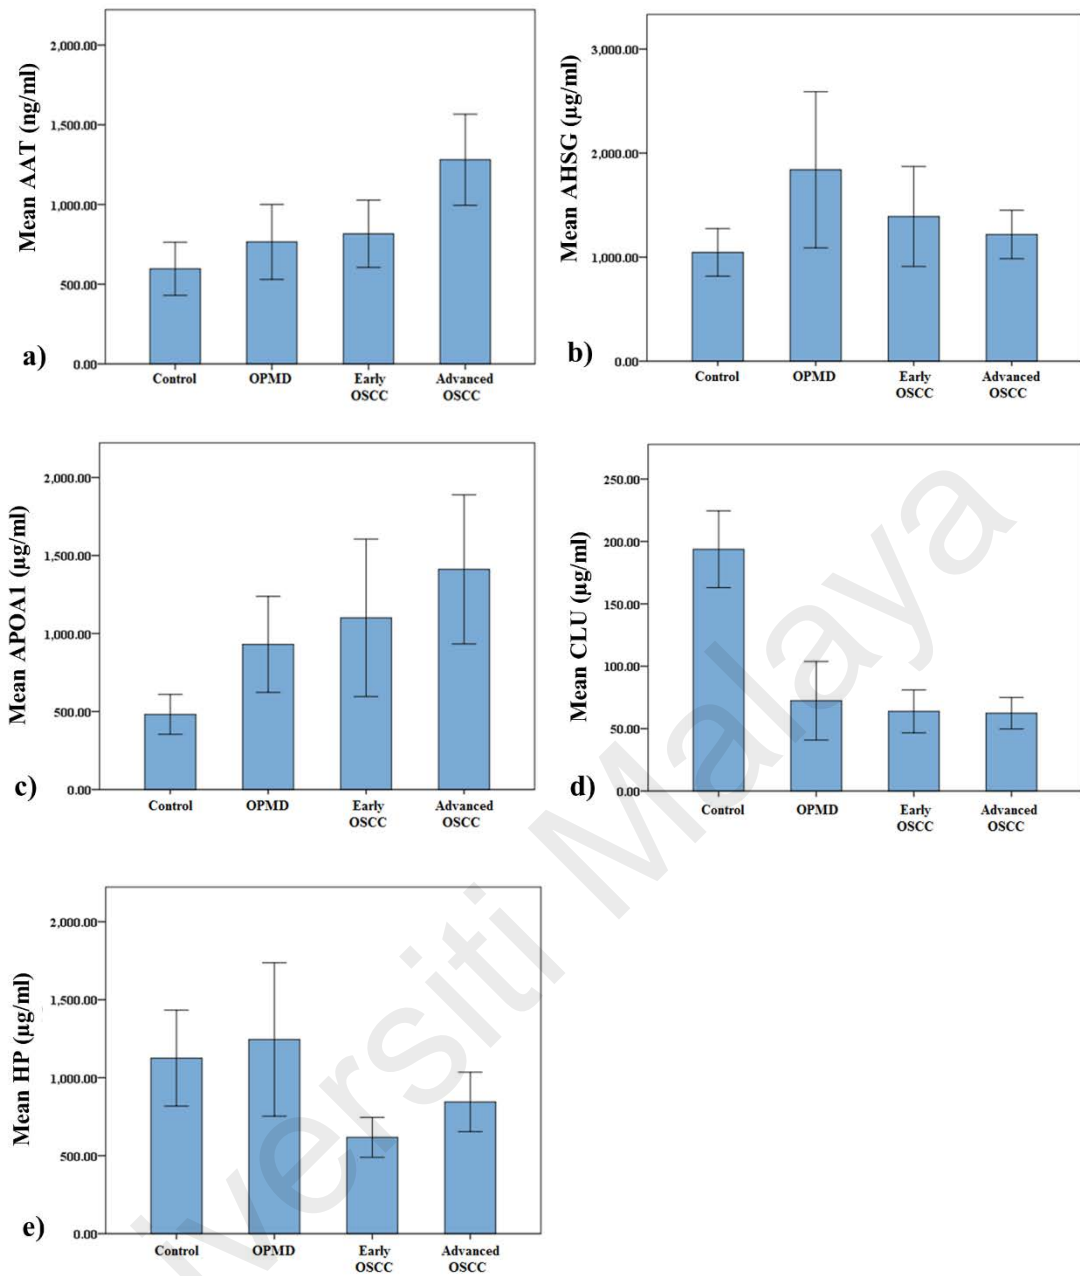 Mean AAT (ng/ml)
2,000.00
1,500.00
1,000.00
500.00
0.00
a)
Control
OPMD
Early
OSCC
Advanced
OSCC
Mean AHSG (µg/ml)
3,000.00
2,000.00
1,000.00
0.00
b)
Control
OPMD
Early
OSCC
Advanced
OSCC
Mean APOA1 (µg/ml)
2,000.00
1,500.00
1,000.00
500.00
0.00
c)
Control
OPMD
Early
OSCC
Advanced
OSCC
Mean CLU (µg/ml)
250.00
200.00
150.00
100.00
50.00
0.00
d)
Control
OPMD
Early
OSCC
Advanced
OSCC
Mean HP (µg/ml)
2,000.00
1,500.00
1,000.00
500.00
0.00
e)
Control
OPMD
Early
OSCC
Advanced
OSCC
iversiti Malaya